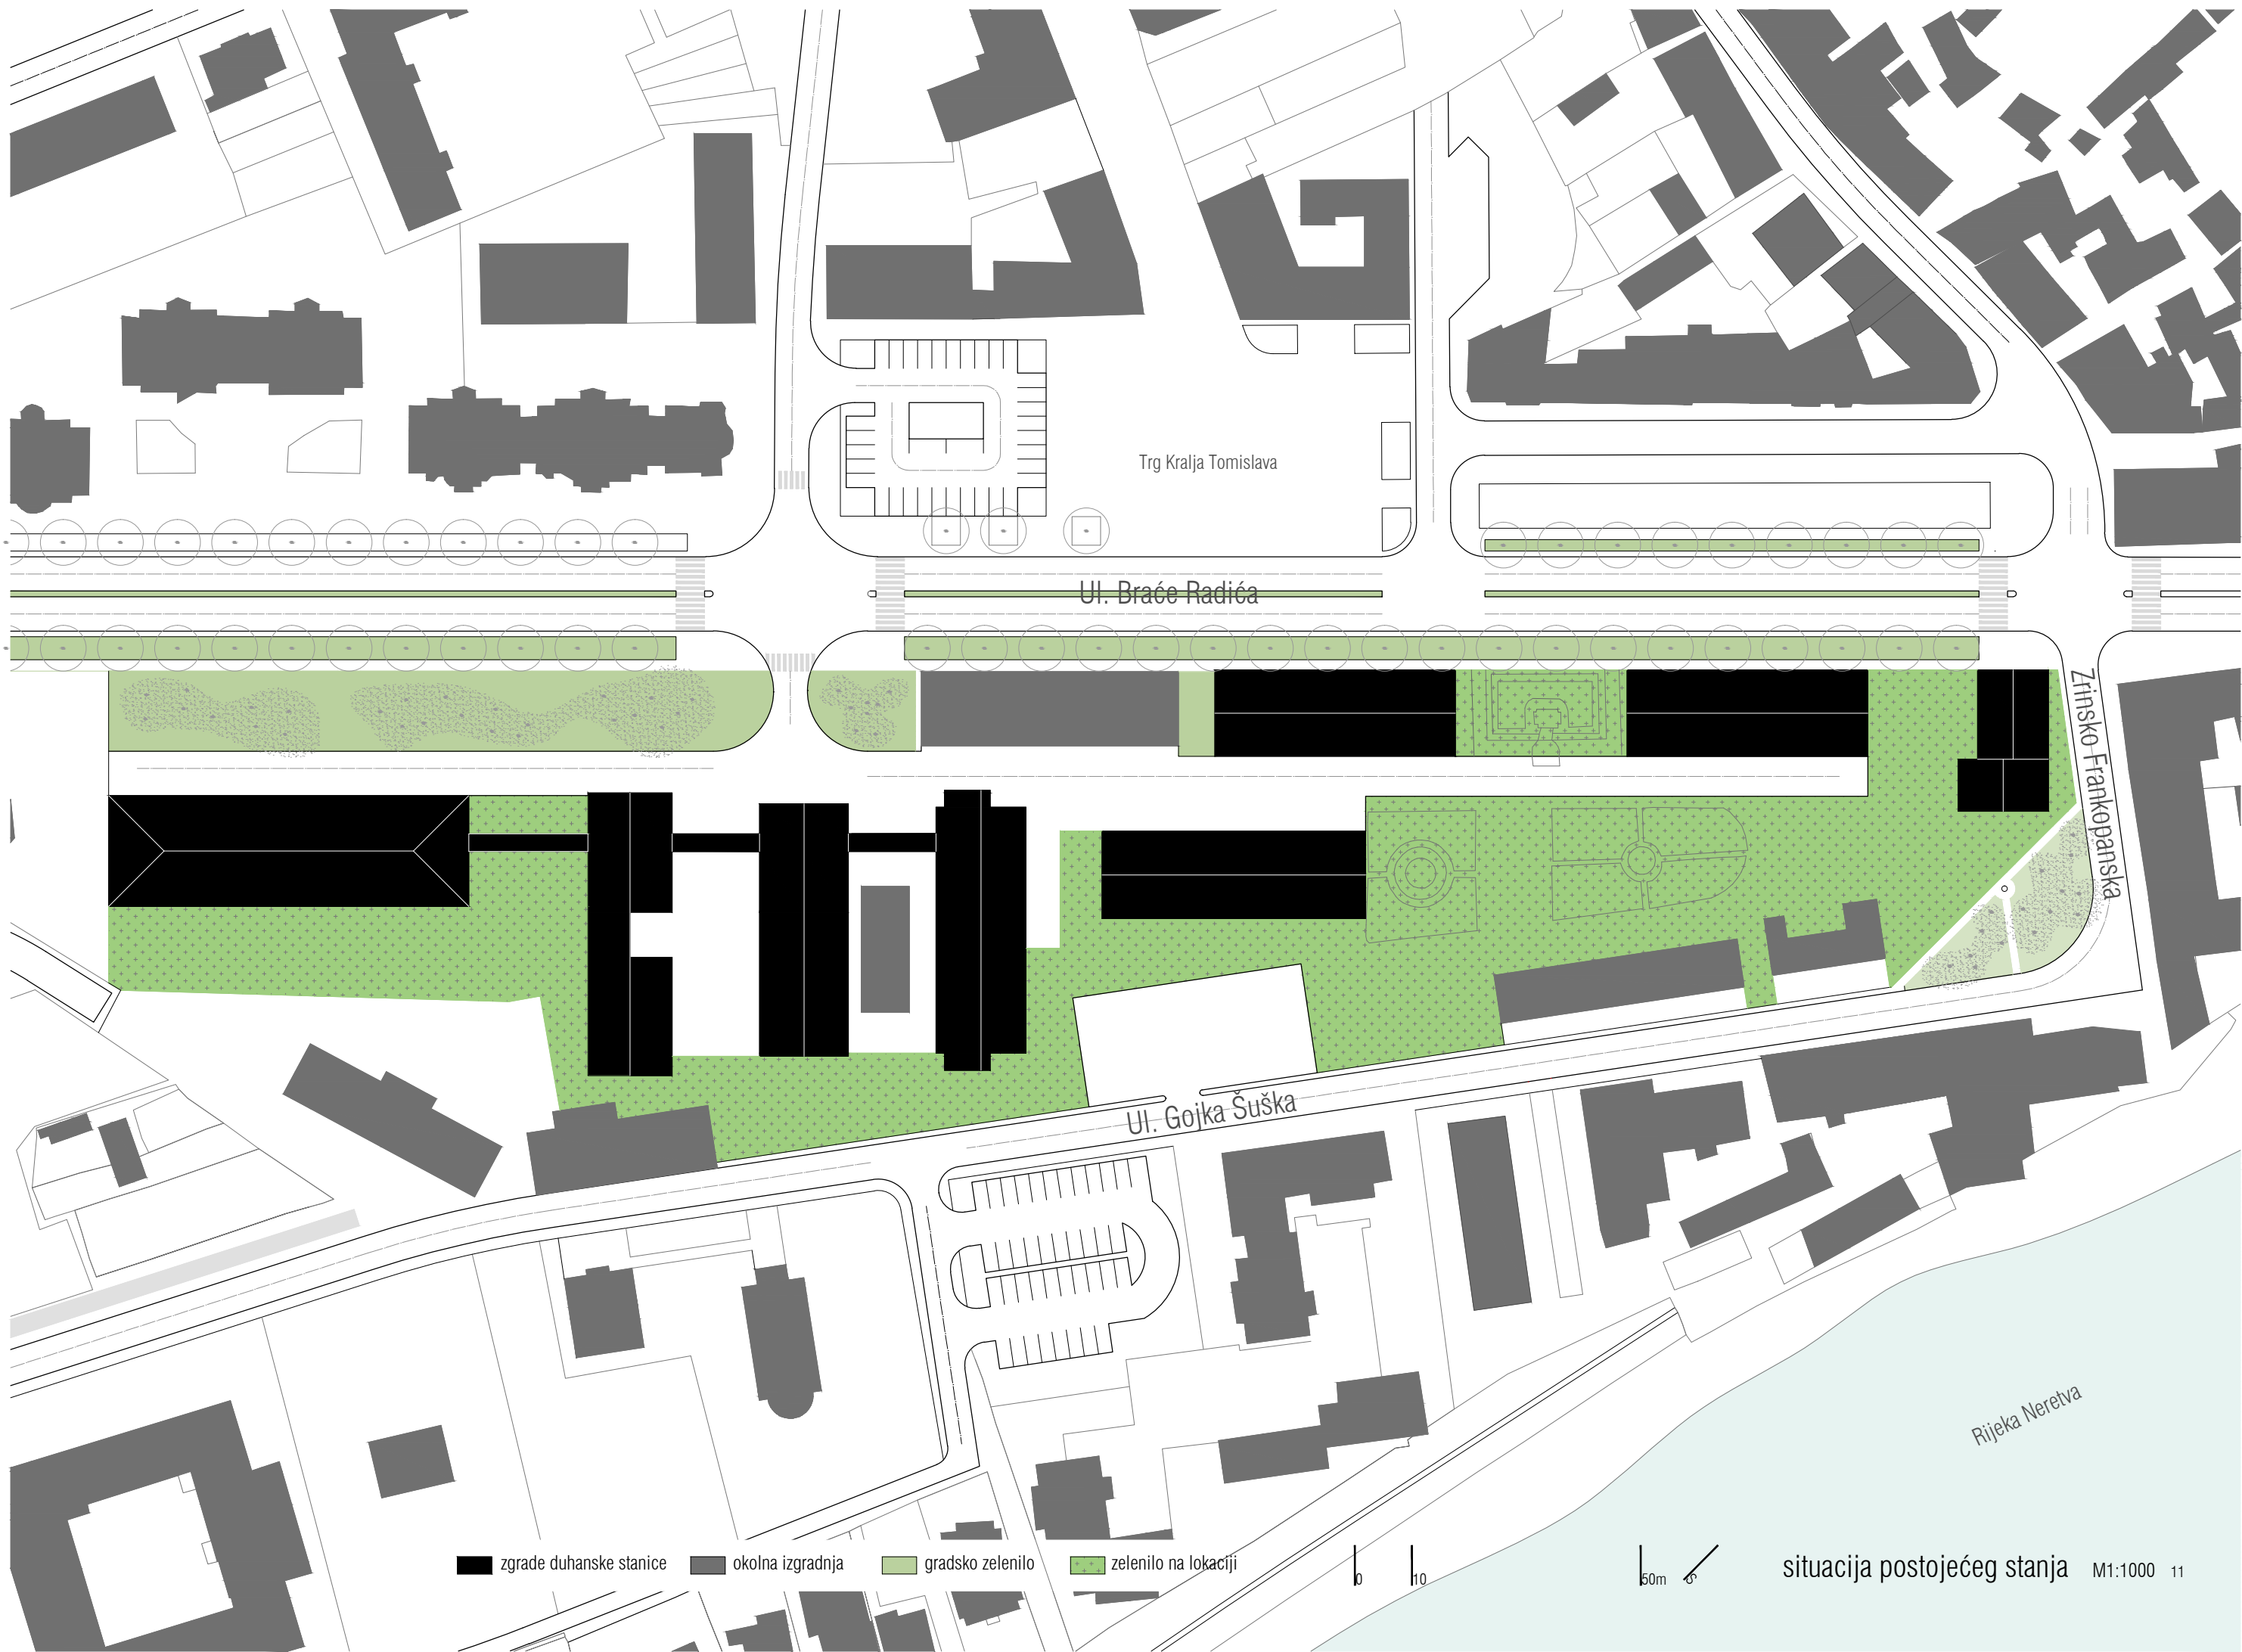 Trg Kralja Tomislava
Ul. Braće Radića
Zrinsko Frankopanska
Ul. Gojka Šuška
Rijeka Neretva
zgrade duhanske stanice
okolna izgradnja
gradsko zelenilo
zelenilo na lokaciji
0
10
50m
S
situacija postojećeg stanja
M1:1000
11